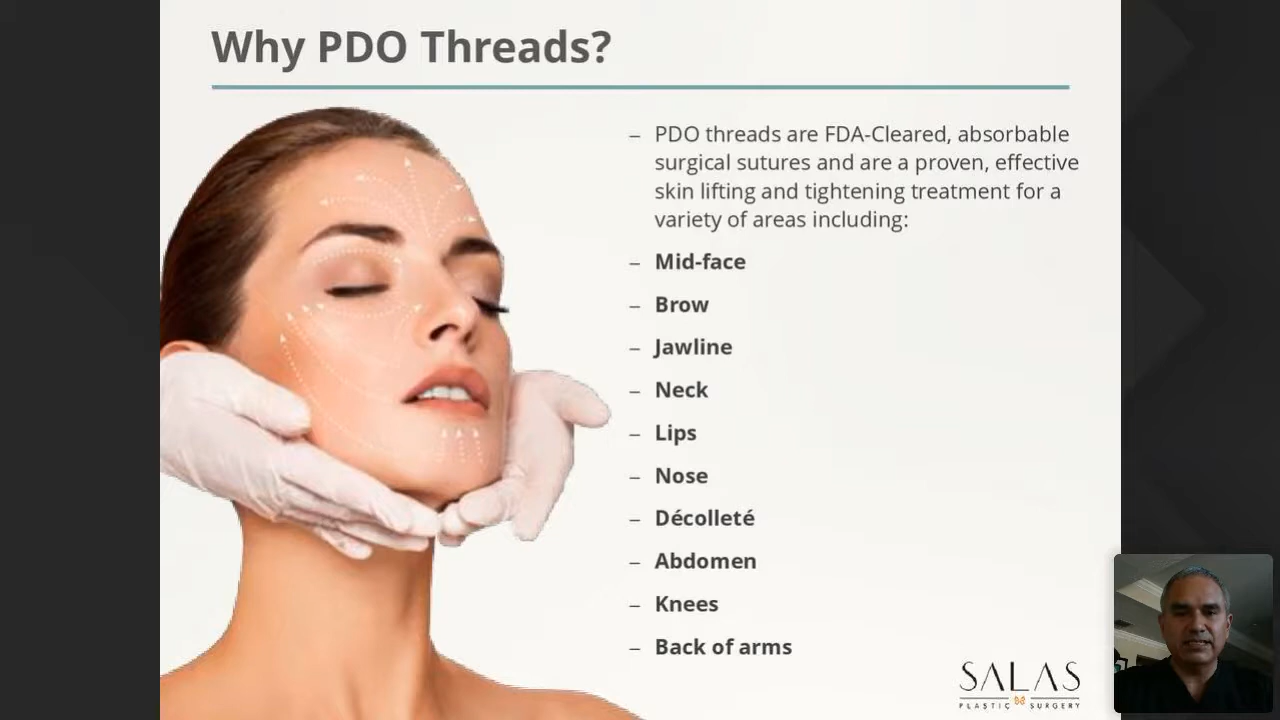 Why PDO Threads?
– PDO threads are FDA-Cleared, absorbable
surgical sutures and are a proven, effective
skin lifting and tightening treatment for a
variety of areas including:
– Mid-face
– Brow
– Jawline
– Neck
– Lips
– Nose
– Décolleté
– Abdomen
– Knees
– Back of arms
SALAS
PLASTIC SURGERY